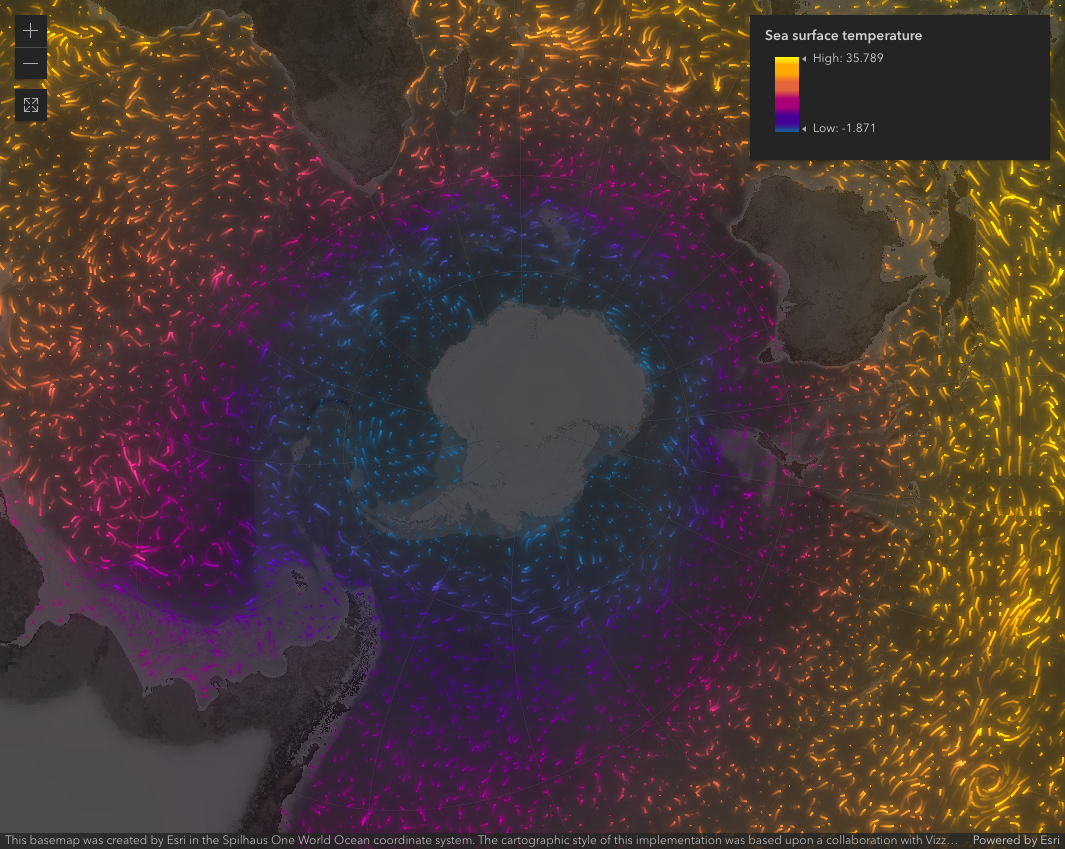 Sea surface temperature
High: 35.789
Low: -1.871
This basemap was created by Esri in the Spilhaus One World Ocean coordinate system. The cartographic style of this implementation was based upon a collaboration with Vizz... Powered by Esri